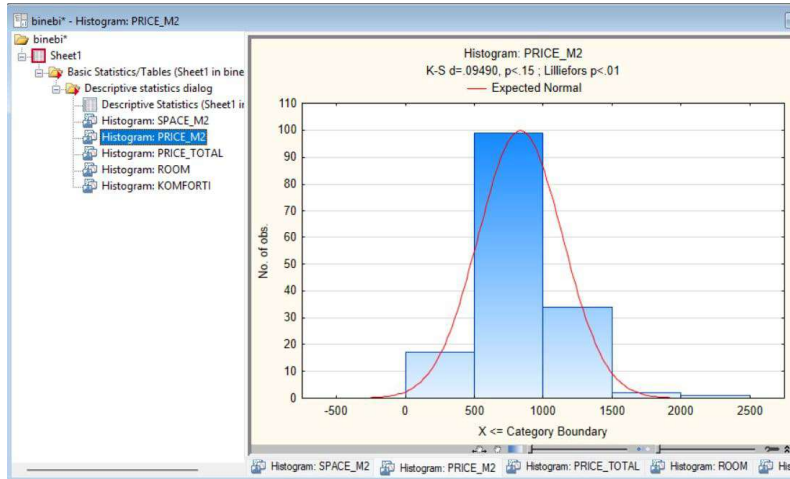 binebi* - Histogram: PRICE_M2
binebi*
Sheet1
Basic Statistics/Tables (Sheet1 in bine
Descriptive statistics dialog
Descriptive Statistics (Sheet1 ir
Histogram: SPACE_M2
Histogram: PRICE_M2
Histogram: PRICE_TOTAL
Histogram: ROOM
Histogram: KOMFORTI
Histogram: PRICE_M2
K-S d=.09490, p<.15 ; Lilliefors p<.01
Expected Normal
110
100
90
80
70
60
50
40
30
20
10
0
No. of obs.
-500 0 500 1000 1500 2000 2500
X <= Category Boundary
Histogram: SPACE_M2 Histogram: PRICE_M2 Histogram: PRICE_TOTAL Histogram: ROOM His